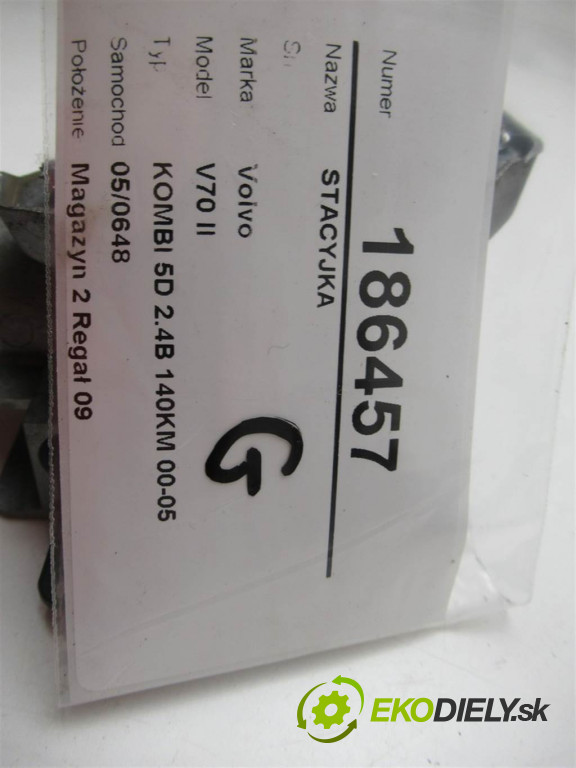 Numer 186457
Nazwa STACYJKA
Marka Volvo
Model V70 II
Typ KOMBI 5D 2.4B 140KM 00-05
Samochod 05/0648
Położenie Magazyn 2 Regał 09
G
EKODIELY.sk